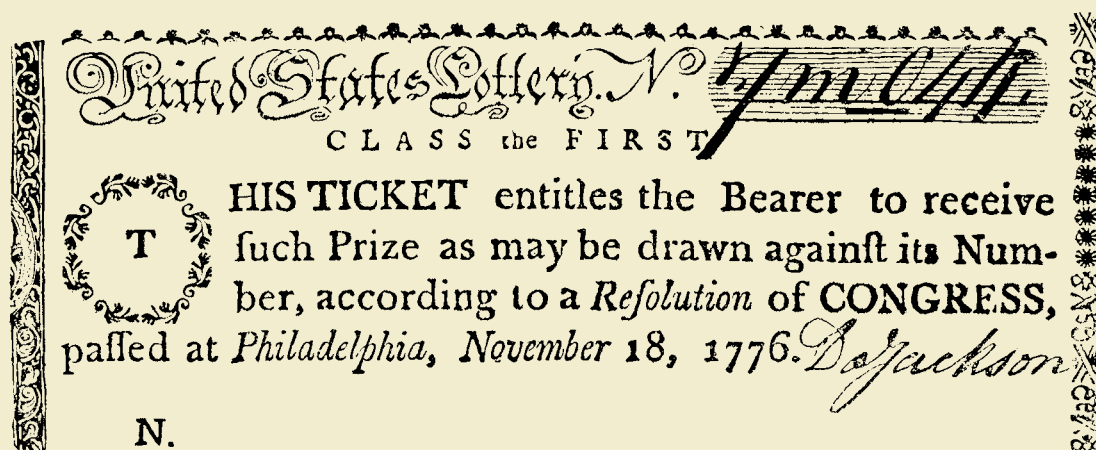 United States Lottery. No.
CLASS the FIRST
THIS TICKET entitles the Bearer to receive
ſuch Prize as may be drawn againſt its Num-
ber, according to a Reſolution of CONGRESS,
paſſed at Philadelphia, November 18, 1776. Jackson
N.